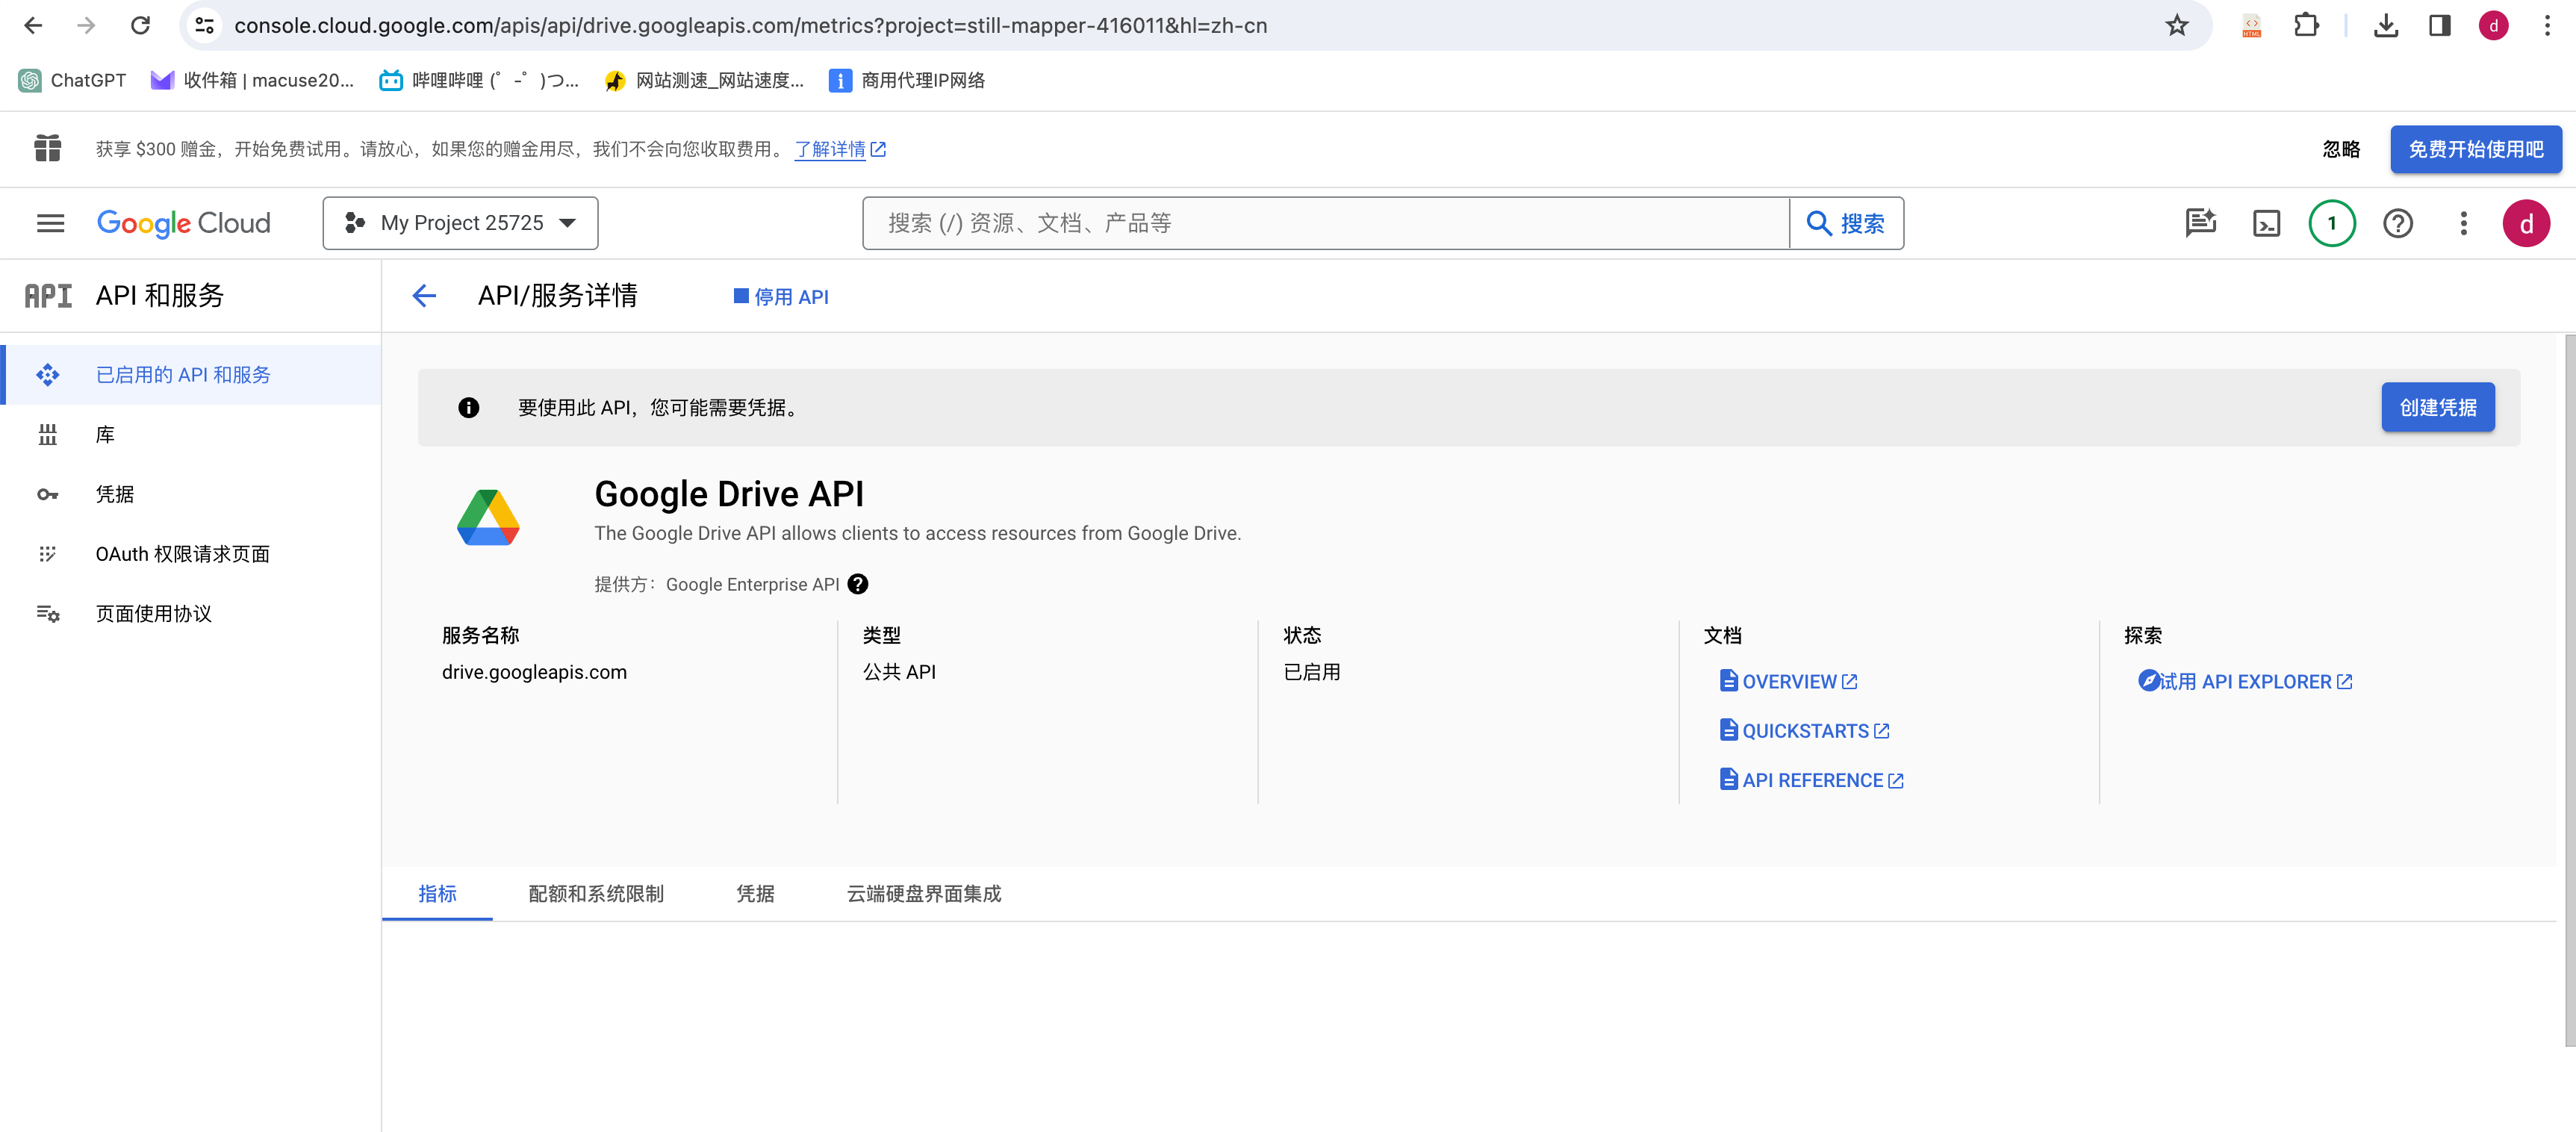 console.cloud.google.com/apis/api/drive.googleapis.com/metrics?project=still-mapper-416011&hl=zh-cn
HTML
d
ChatGPT
收件箱 | macuse20...
哔哩哔哩 (゜-゜)つ...
网站测速_网站速度...
商用代理IP网络
获享 $300 赠金，开始免费试用。请放心，如果您的赠金用尽，我们不会向您收取费用。 了解详情
忽略
免费开始使用吧
Google Cloud
My Project 25725
搜索 (/) 资源、文档、产品等
搜索
1
d
API API 和服务
API/服务详情
停用 API
已启用的 API 和服务
库
凭据
OAuth 权限请求页面
页面使用协议
要使用此 API，您可能需要凭据。
创建凭据
Google Drive API
The Google Drive API allows clients to access resources from Google Drive.
提供方： Google Enterprise API
服务名称
drive.googleapis.com
类型
公共 API
状态
已启用
文档
OVERVIEW
QUICKSTARTS
API REFERENCE
探索
试用 API EXPLORER
指标
配额和系统限制
凭据
云端硬盘界面集成